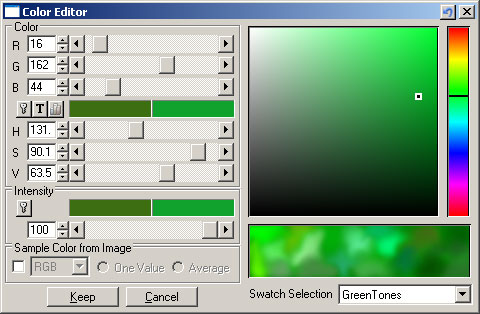 Color Editor
Color
R 16
G 162
B 44
T
H 131.
S 90.1
V 63.5
Intensity
100
Sample Color from Image
RGB One Value Average
Keep Cancel
Swatch Selection GreenTones